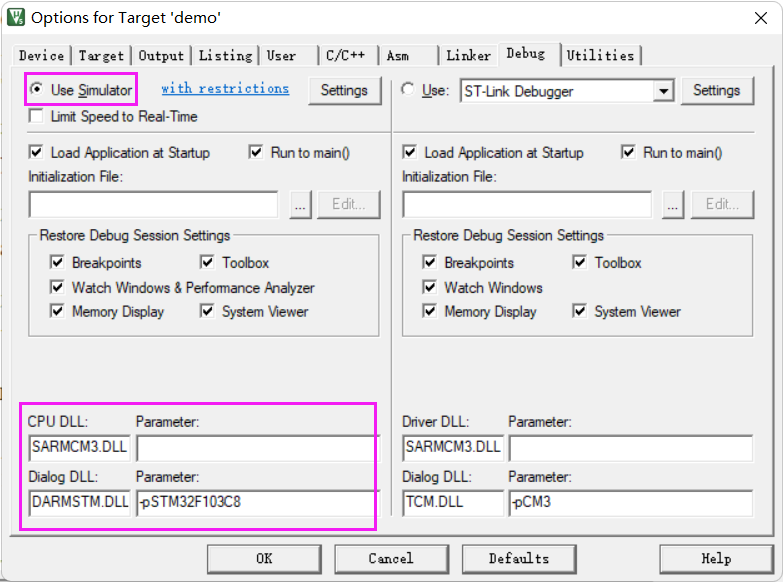 Options for Target 'demo'
Device Target Output Listing User C/C++ Asm Linker Debug Utilities
Use Simulator with restrictions Settings
Limit Speed to Real-Time
Load Application at Startup Run to main()
Initialization File:
... Edit...
Restore Debug Session Settings
Breakpoints Toolbox
Watch Windows & Performance Analyzer
Memory Display System Viewer
CPU DLL: Parameter:
SARMCM3.DLL
Dialog DLL: Parameter:
DARMSTM.DLL -pSTM32F103C8
Use: ST-Link Debugger Settings
Load Application at Startup Run to main()
Initialization File:
... Edit...
Restore Debug Session Settings
Breakpoints Toolbox
Watch Windows
Memory Display System Viewer
Driver DLL: Parameter:
SARMCM3.DLL
Dialog DLL: Parameter:
TCM.DLL -pCM3
OK Cancel Defaults Help